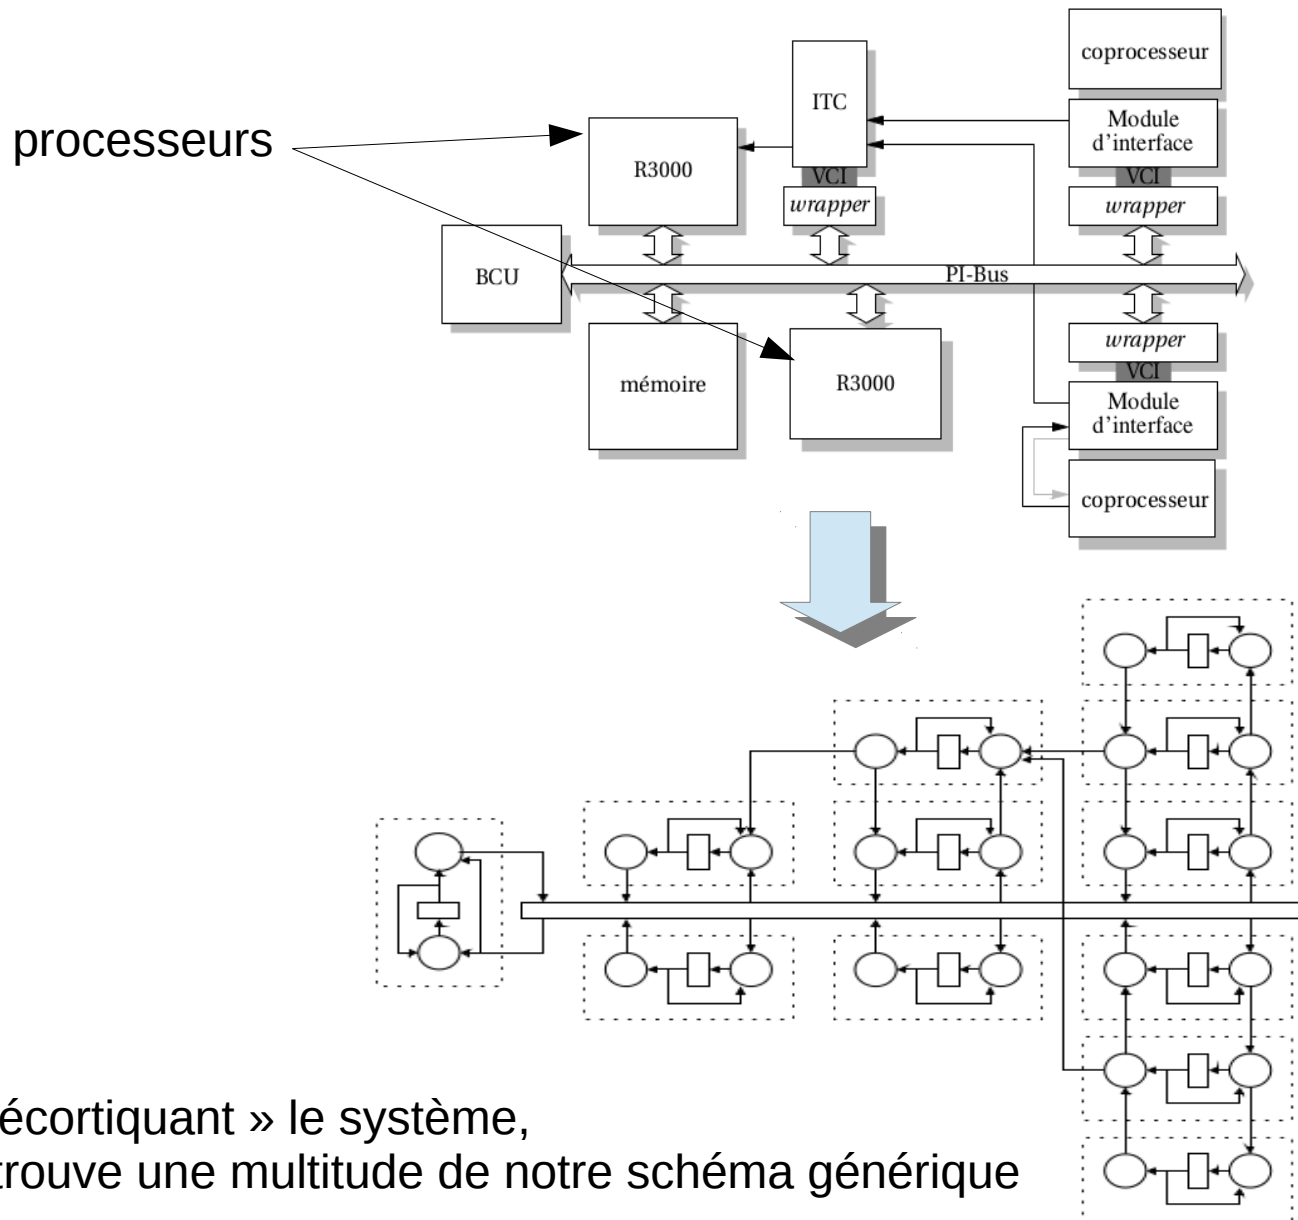 coprocesseur
ITC
Module
d'interface
processeurs
R3000
VCI
VCI
wrapper
wrapper
BCU
PI-Bus
wrapper
VCI
mémoire
R3000
Module
d'interface
coprocesseur
écortiquant » le système,
trouve une multitude de notre schéma générique